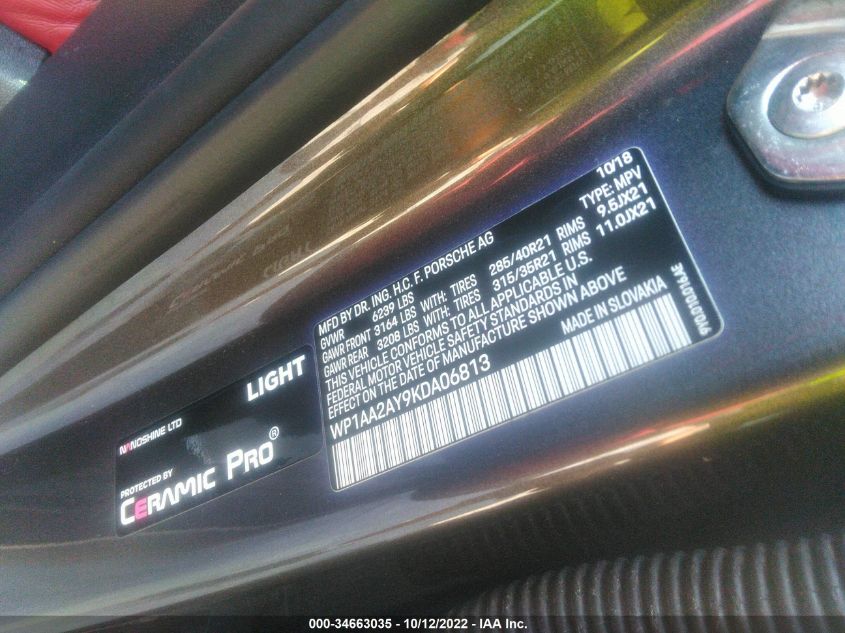 MFD BY DR. ING. H.C. F. PORSCHE AG 10/18
GVWR 6239 LBS TYPE: MPV
GAWR FRONT 3164 LBS WITH: TIRES 285/40R21 RIMS 9.5JX21
GAWR REAR 3208 LBS WITH: TIRES 315/35R21 RIMS 11.0JX21
THIS VEHICLE CONFORMS TO ALL APPLICABLE U.S.
FEDERAL MOTOR VEHICLE SAFETY STANDARDS IN
EFFECT ON THE DATE OF MANUFACTURE SHOWN ABOVE
MADE IN SLOVAKIA
WP1AA2AY9KDA06813
9Y0.010.016AE
LIGHT
NANOSHINE LTD
PROTECTED BY
CERAMIC PRO®
000-34663035 - 10/12/2022 - IAA Inc.